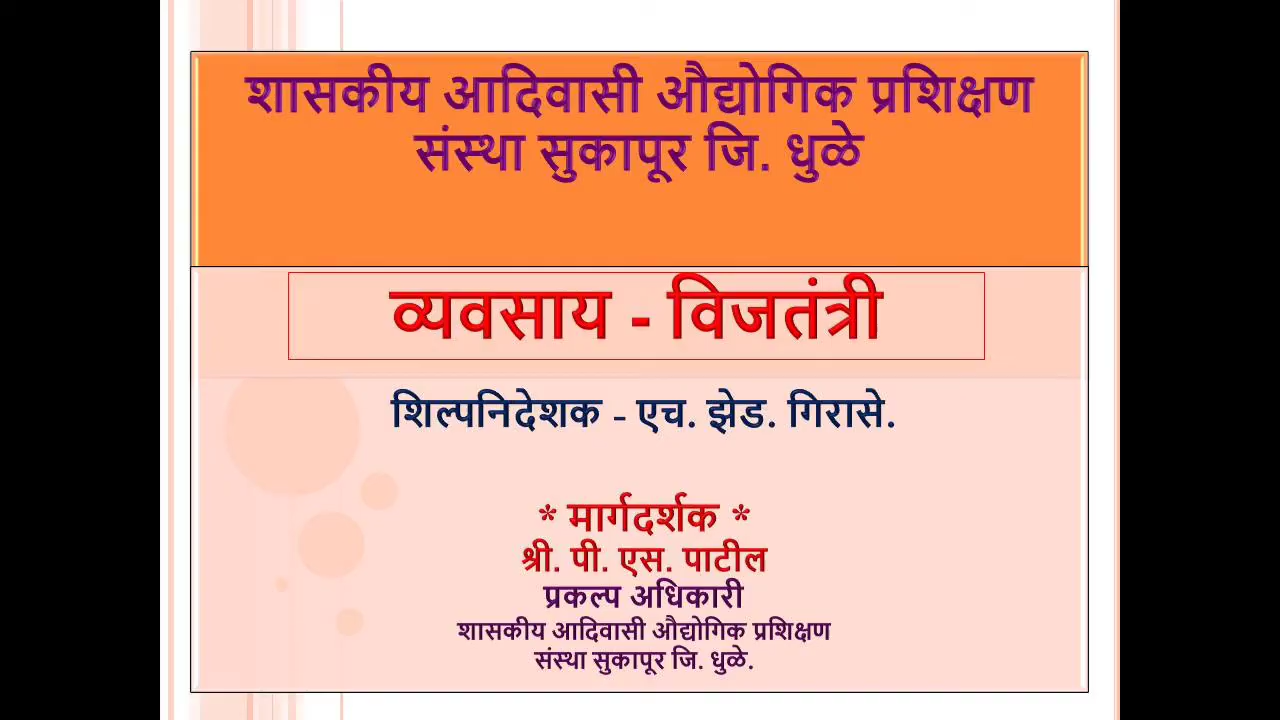 शासकीय आदिवासी औद्योगिक प्रशिक्षण
संस्था सुकापूर जि. धुळे
व्यवसाय - विजतंत्री
शिल्पनिदेशक - एच. झेड. गिरासे.
* मार्गदर्शक *
श्री. पी. एस. पाटील
प्रकल्प अधिकारी
शासकीय आदिवासी औद्योगिक प्रशिक्षण
संस्था सुकापूर जि. धुळे.